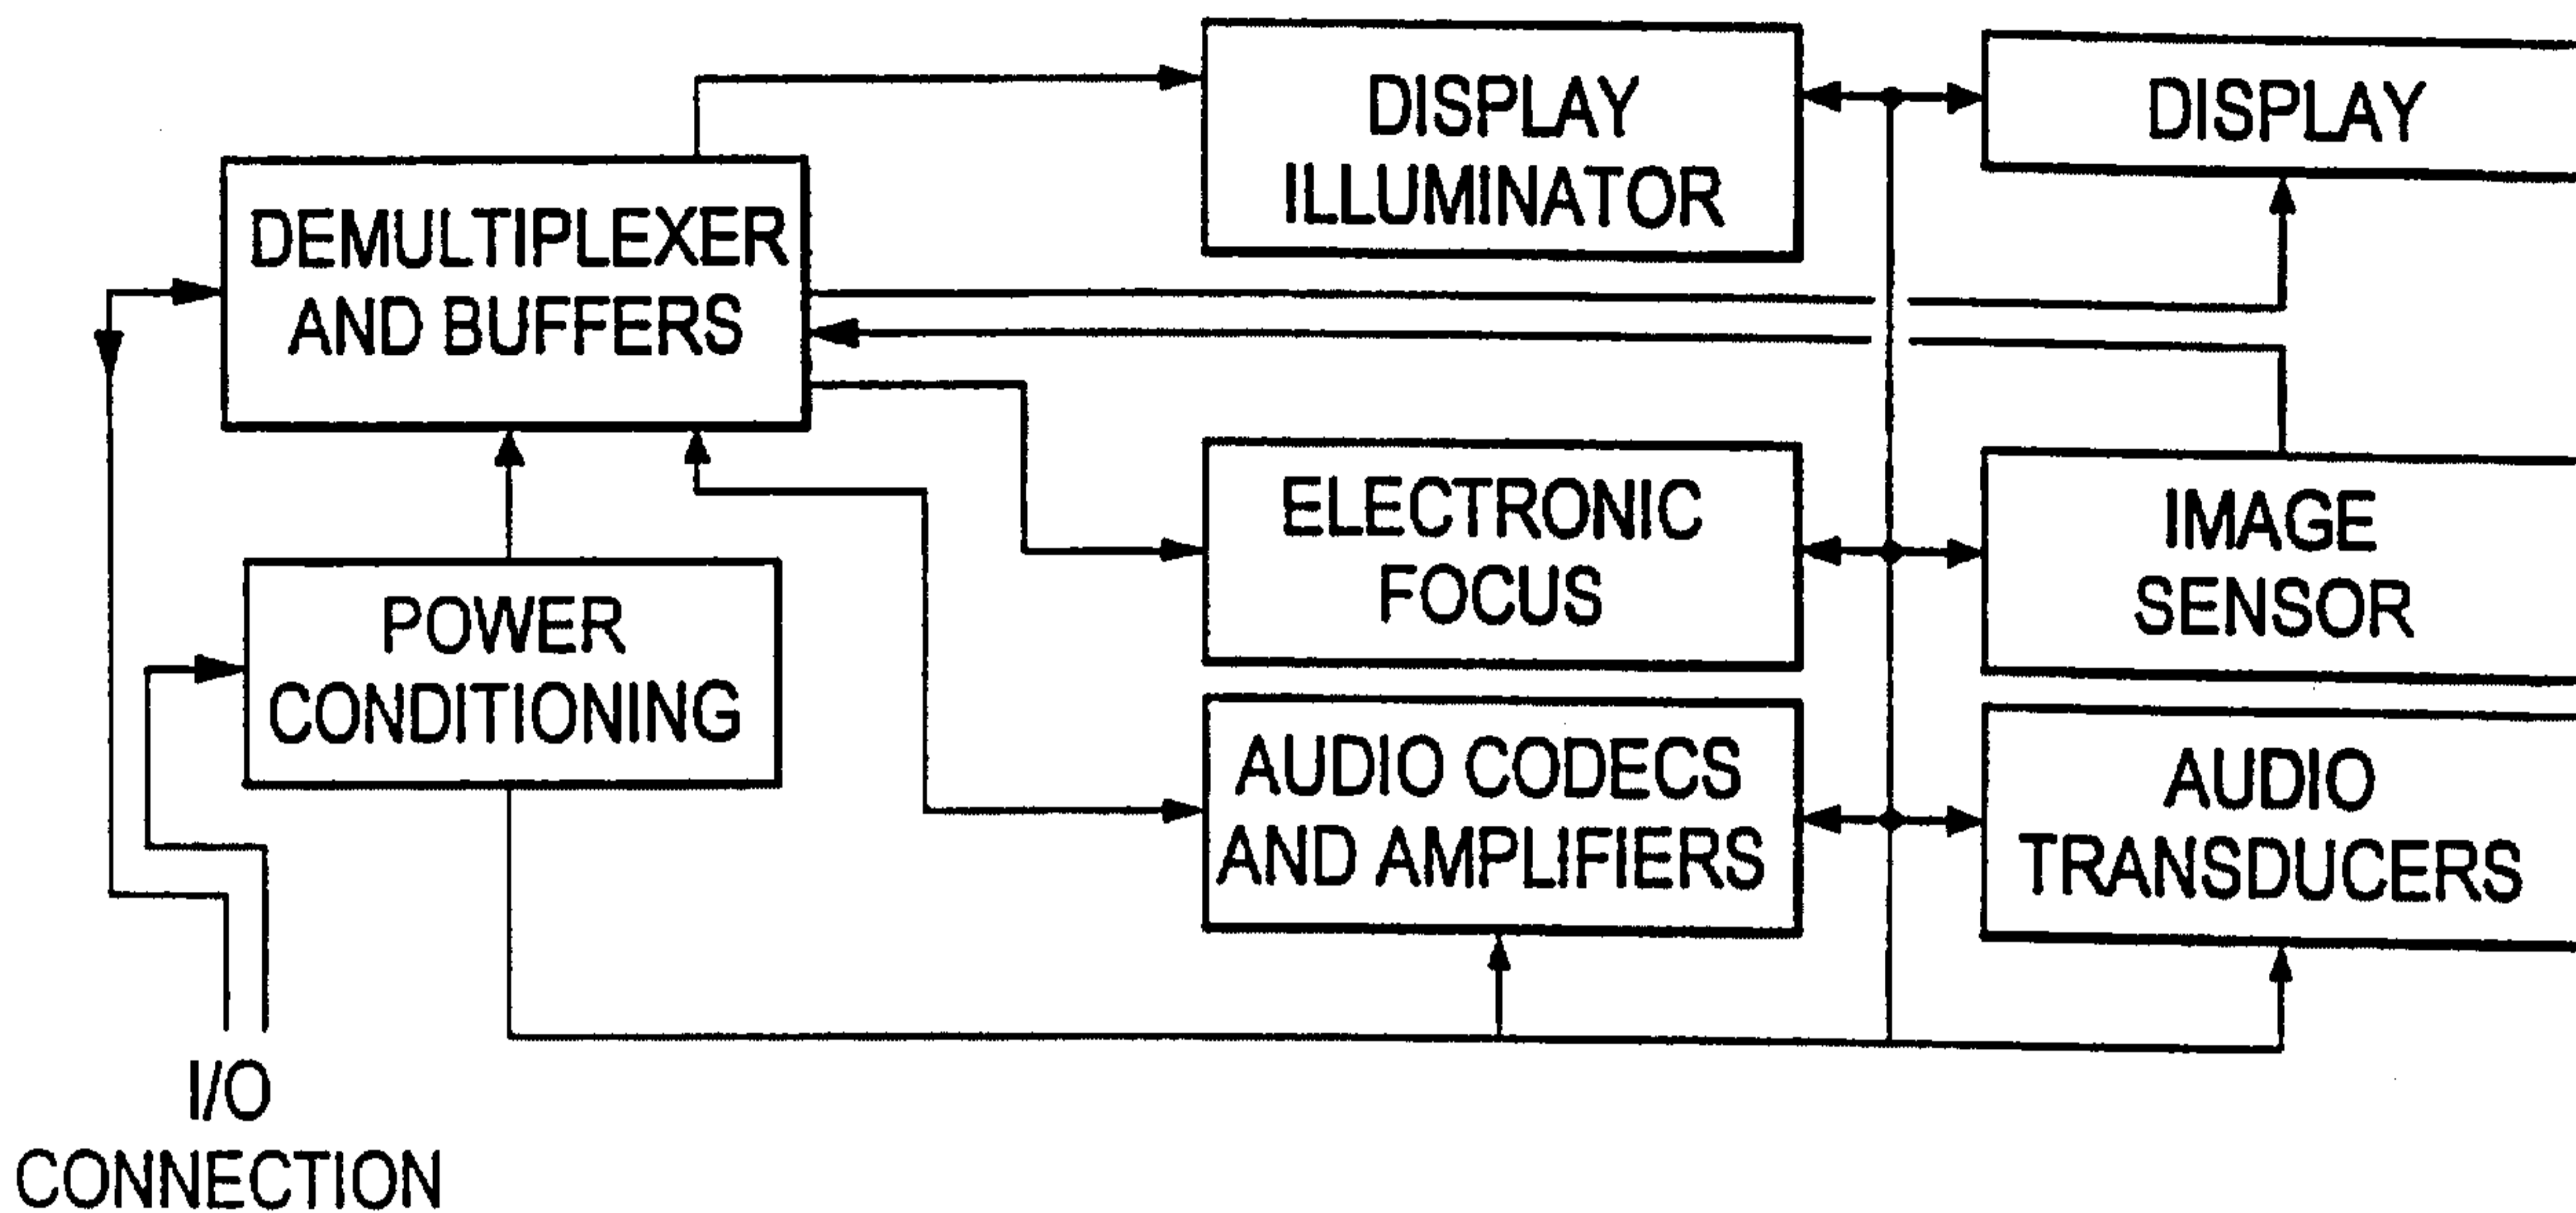 DISPLAY
ILLUMINATOR
DISPLAY
DEMULTIPLEXER
AND BUFFERS
ELECTRONIC
FOCUS
IMAGE
SENSOR
POWER
CONDITIONING
AUDIO CODECS
AND AMPLIFIERS
AUDIO
TRANSDUCERS
I/O
CONNECTION